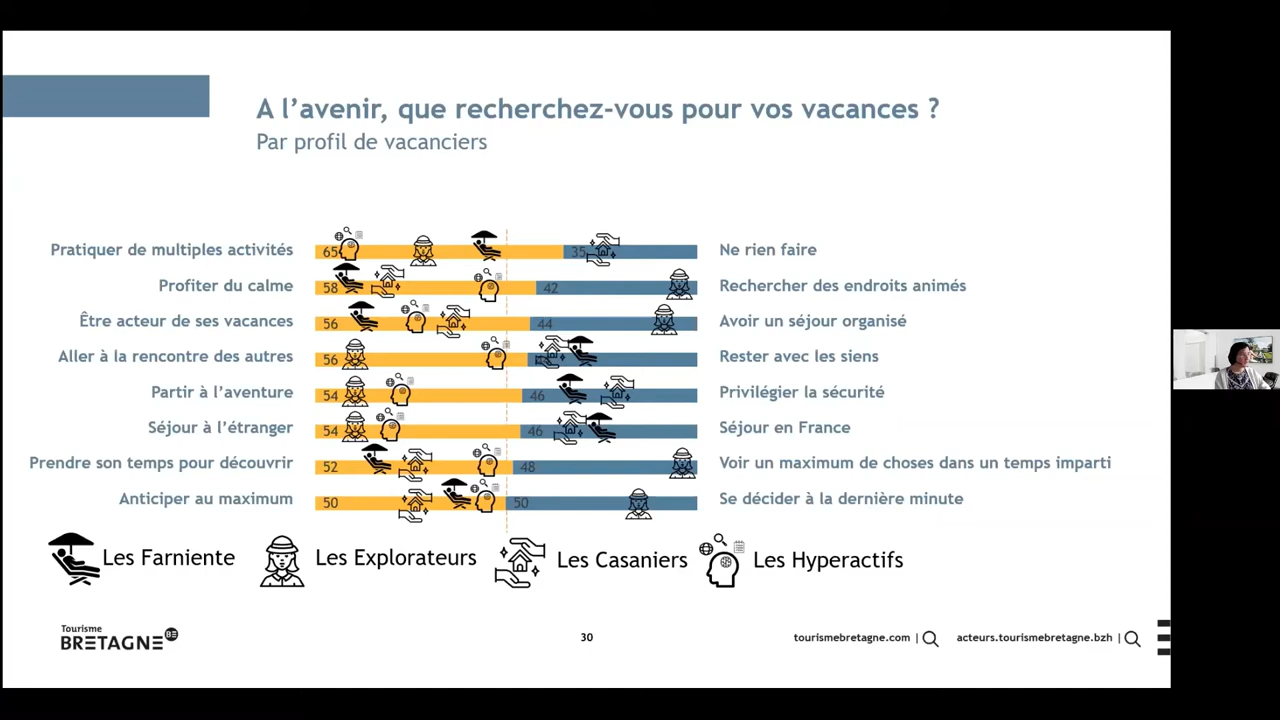 A l’avenir, que recherchez-vous pour vos vacances ?
Par profil de vacanciers
Pratiquer de multiples activités 65 35 Ne rien faire
Profiter du calme 58 42 Rechercher des endroits animés
Être acteur de ses vacances 56 44 Avoir un séjour organisé
Aller à la rencontre des autres 56 Rester avec les siens
Partir à l’aventure 54 46 Privilégier la sécurité
Séjour à l’étranger 54 46 Séjour en France
Prendre son temps pour découvrir 52 48 Voir un maximum de choses dans un temps imparti
Anticiper au maximum 50 50 Se décider à la dernière minute
Les Farniente Les Explorateurs Les Casaniers Les Hyperactifs
Tourisme
BRETAGNE
30
tourismebretagne.com | acteurs.tourismebretagne.bzh |